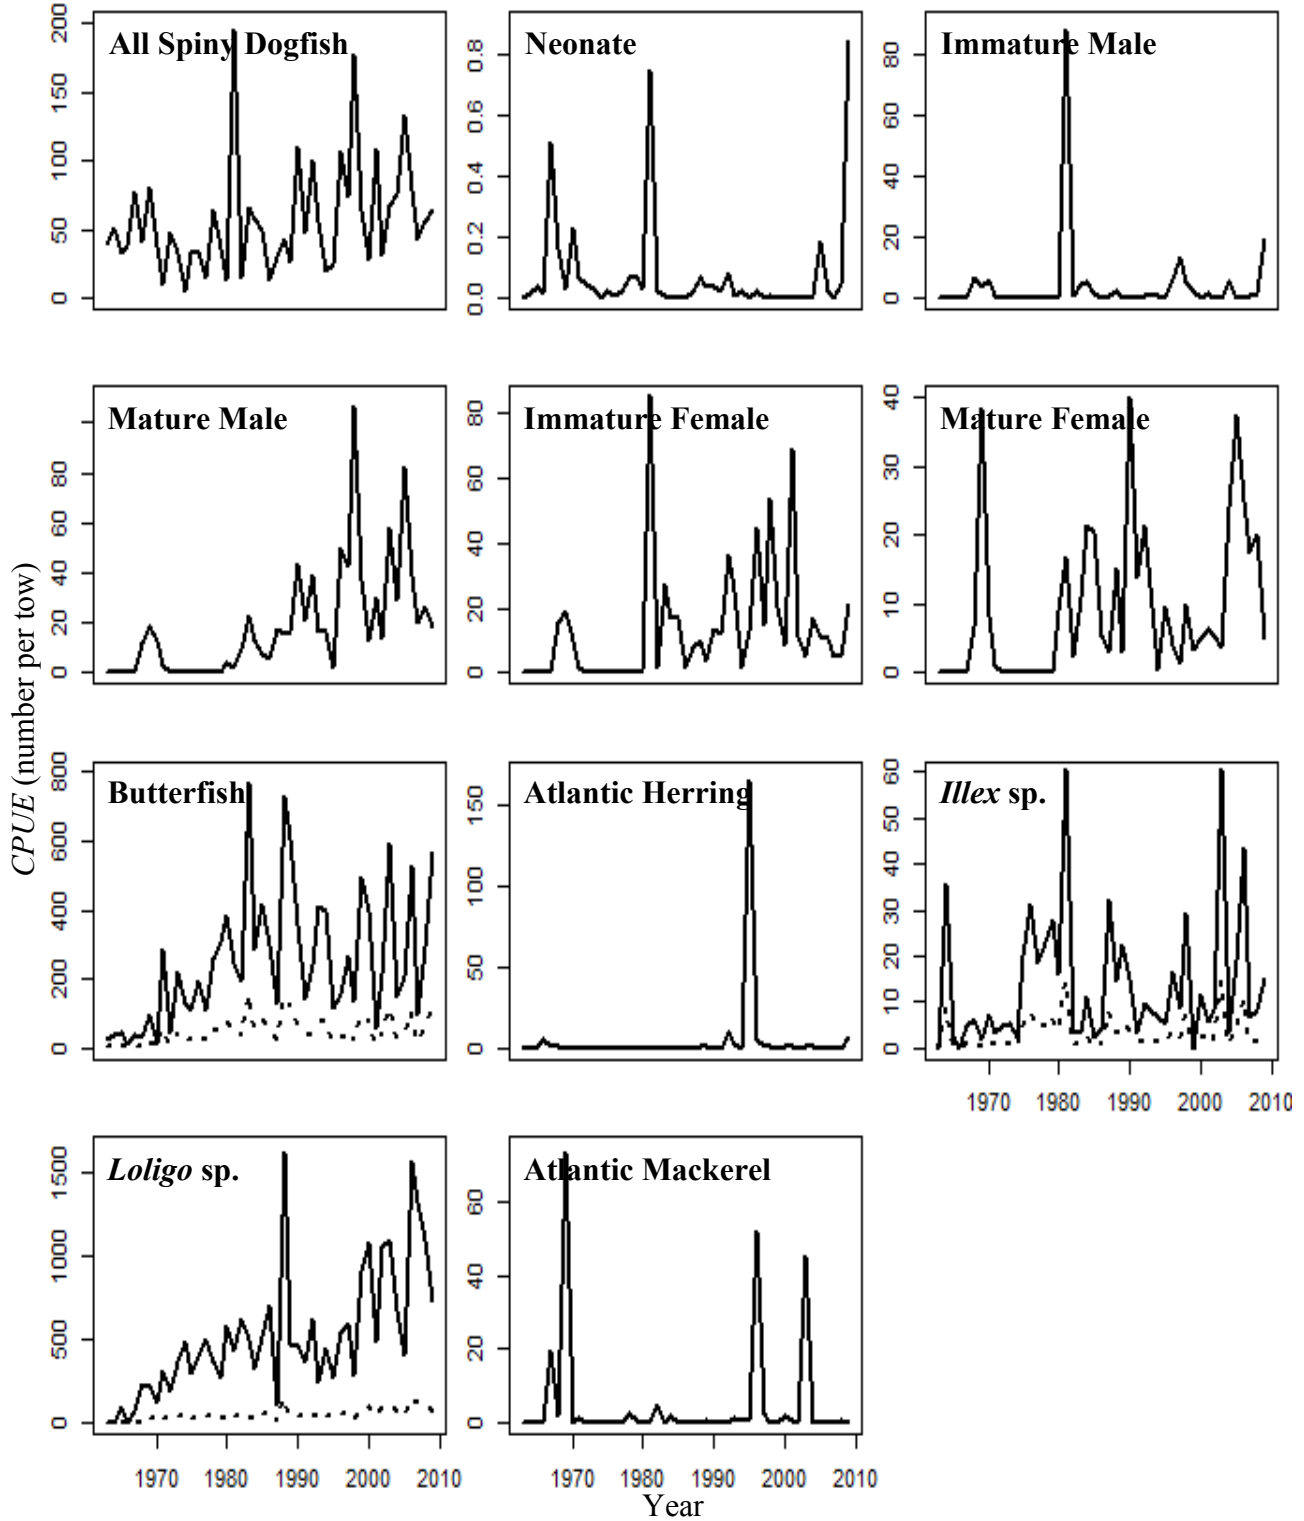 All Spiny Dogfish
Neonate
Immature Male
0 50 100 150 200
0.0 0.2 0.4 0.6 0.8
0 20 40 60 80
Mature Male
Immature Female
Mature Female
0 20 40 60 80
0 20 40 60 80
0 10 20 30 40
CPUE (number per tow)
Butterfish
Atlantic Herring
Illex sp.
0 200 400 600 800
0 50 100 150
0 10 20 30 40 50 60
1970 1980 1990 2000 2010
Loligo sp.
Atlantic Mackerel
0 500 1000 1500
0 20 40 60
1970 1980 1990 2000 2010
1970 1980 1990 2000 2010
Year